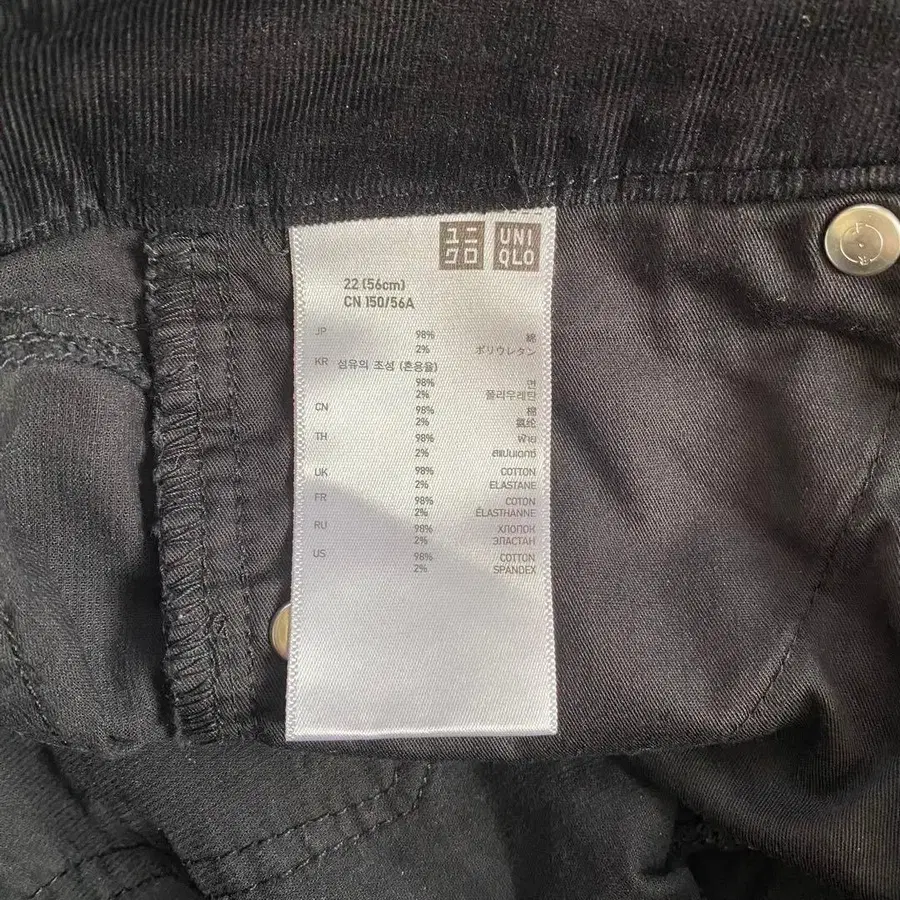 ユニ
クロ
UNI
QLO
22 (56cm)
CN 150/56A
JP 98% 綿
2% ポリウレタン
KR 섬유의 조성 (혼용율)
98% 면
2% 폴리우레탄
CN 98% 棉
2% 氨纶
TH 98% ฝ้าย
2% สแปนเดกซ์
UK 98% COTTON
2% ELASTANE
FR 98% COTON
2% ÉLASTHANNE
RU 98% ХЛОПОК
2% ЭЛАСТАН
US 98% COTTON
2% SPANDEX